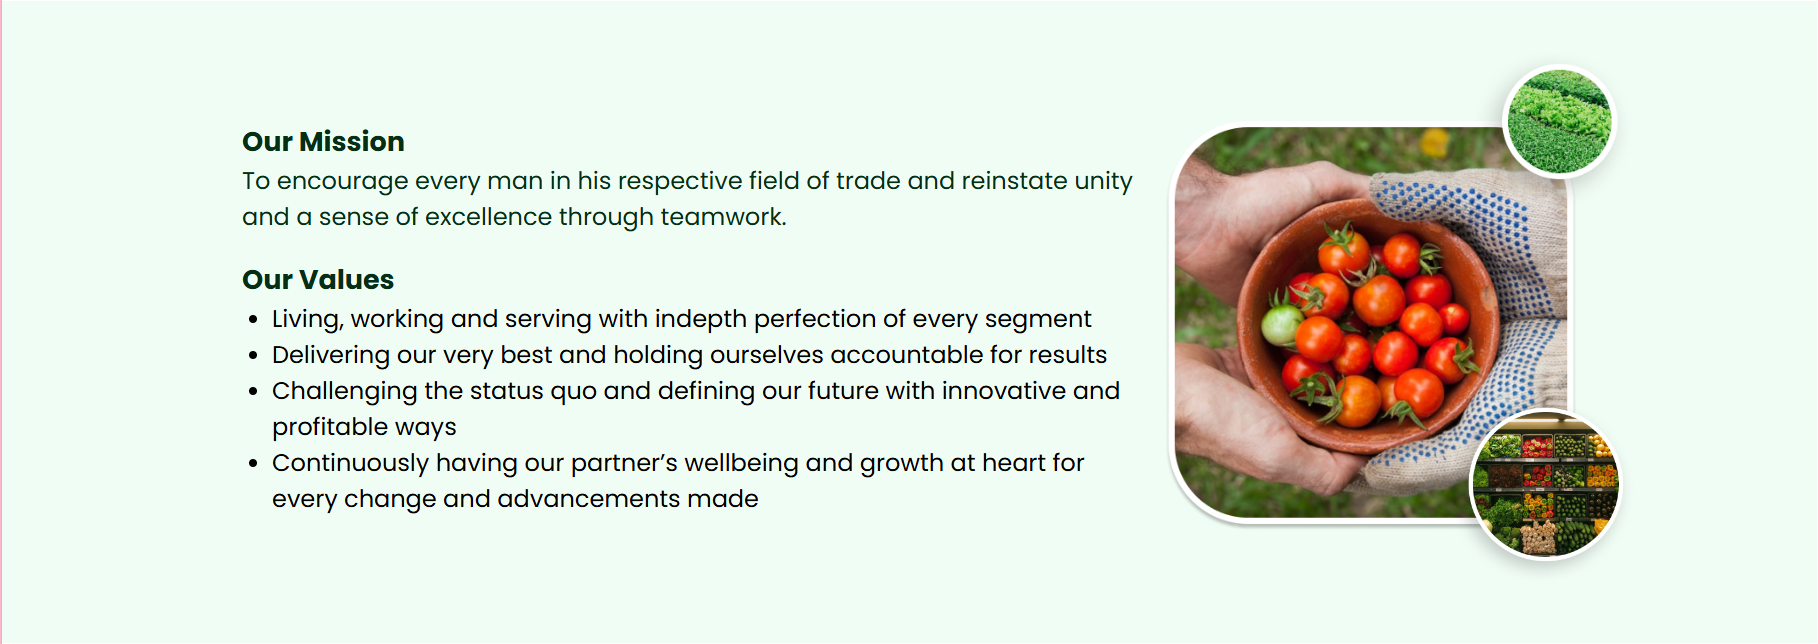 Our Mission
To encourage every man in his respective field of trade and reinstate unity
and a sense of excellence through teamwork.
Our Values
• Living, working and serving with indepth perfection of every segment
• Delivering our very best and holding ourselves accountable for results
• Challenging the status quo and defining our future with innovative and
profitable ways
• Continuously having our partner’s wellbeing and growth at heart for
every change and advancements made